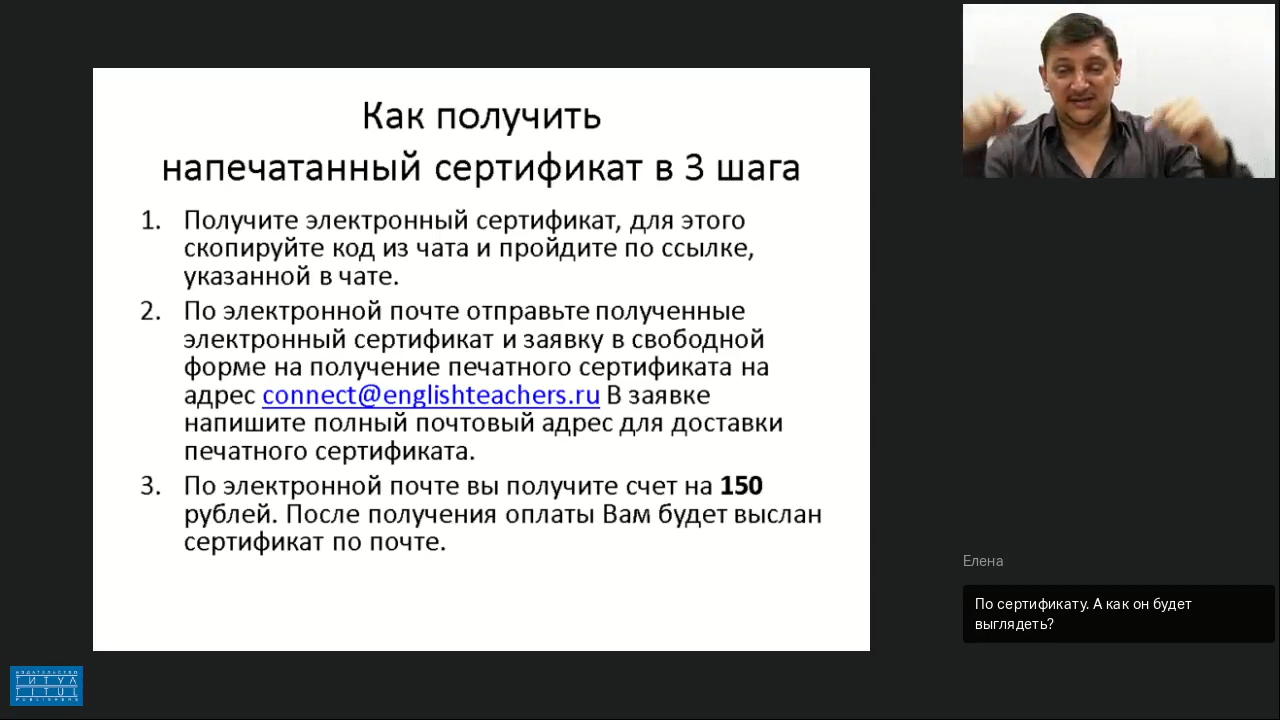 Как получить
напечатанный сертификат в 3 шага
1. Получите электронный сертификат, для этого
скопируйте код из чата и пройдите по ссылке,
указанной в чате.
2. По электронной почте отправьте полученные
электронный сертификат и заявку в свободной
форме на получение печатного сертификата на
адрес connect@englishteachers.ru В заявке
напишите полный почтовый адрес для доставки
печатного сертификата.
3. По электронной почте вы получите счет на 150
рублей. После получения оплаты Вам будет выслан
сертификат по почте.
Елена
По сертификату. А как он будет
выглядеть?
ИЗДАТЕЛЬСТВО
ТИТУЛ
TITUL
PUBLISHERS